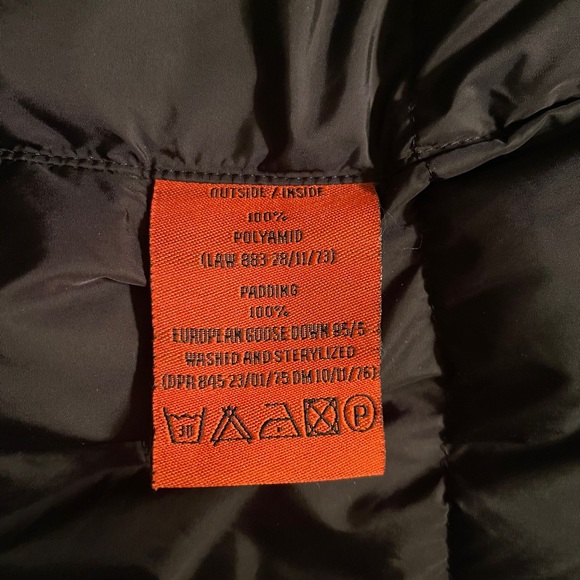 OUTSIDE / INSIDE
100%
POLYAMID
(LAW 883 28/11/73)
PADDING
100%
EUROPEAN GOOSE DOWN 95/5
WASHED AND STERYLIZED
(DPR 845 23/01/75 DM 10/11/76)
30 P